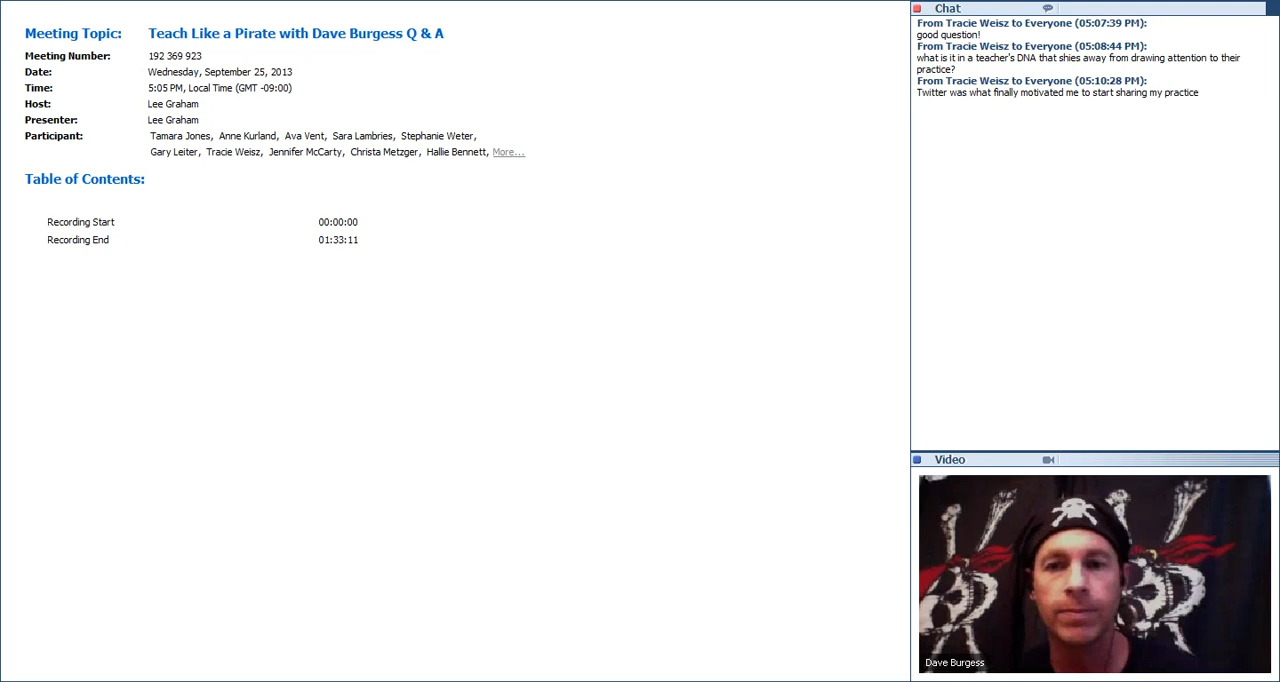 Meeting Topic: Teach Like a Pirate with Dave Burgess Q & A
Meeting Number: 192 369 923
Date: Wednesday, September 25, 2013
Time: 5:05 PM, Local Time (GMT -09:00)
Host: Lee Graham
Presenter: Lee Graham
Participant: Tamara Jones, Anne Kurland, Ava Vent, Sara Lambries, Stephanie Weter,
Gary Leiter, Tracie Weisz, Jennifer McCarty, Christa Metzger, Hallie Bennett, More...
Table of Contents:
Recording Start 00:00:00
Recording End 01:33:11
Chat
From Tracie Weisz to Everyone (05:07:39 PM):
good question!
From Tracie Weisz to Everyone (05:08:44 PM):
what is it in a teacher's DNA that shies away from drawing attention to their
practice?
From Tracie Weisz to Everyone (05:10:28 PM):
Twitter was what finally motivated me to start sharing my practice
Video
Dave Burgess